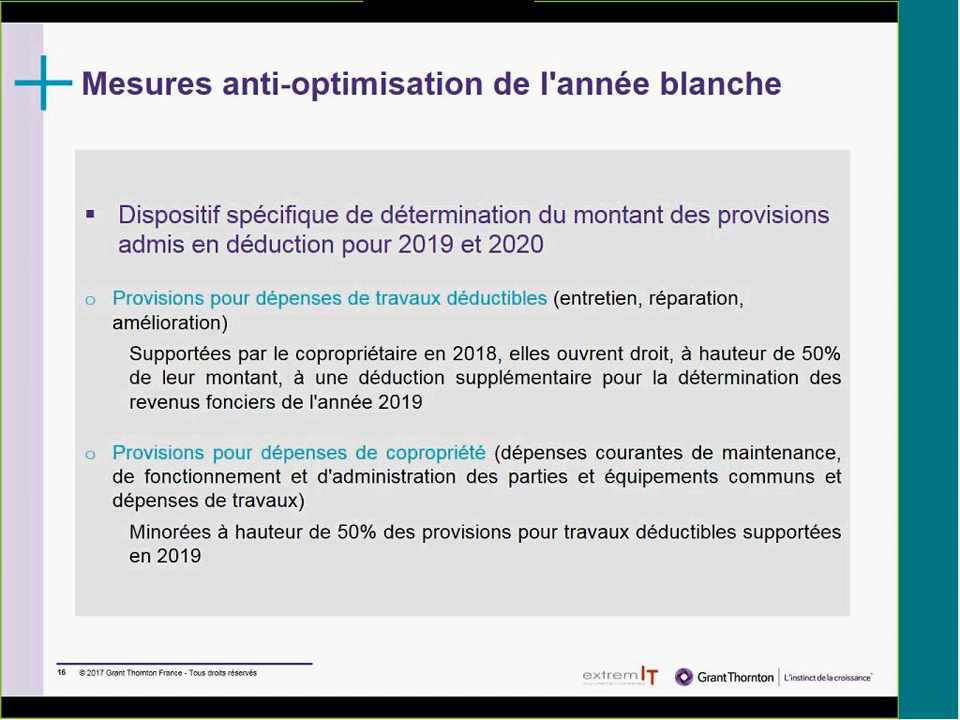 Mesures anti-optimisation de l'année blanche
▪ Dispositif spécifique de détermination du montant des provisions
admis en déduction pour 2019 et 2020
o Provisions pour dépenses de travaux déductibles (entretien, réparation,
amélioration)
Supportées par le copropriétaire en 2018, elles ouvrent droit, à hauteur de 50%
de leur montant, à une déduction supplémentaire pour la détermination des
revenus fonciers de l'année 2019
o Provisions pour dépenses de copropriété (dépenses courantes de maintenance,
de fonctionnement et d'administration des parties et équipements communs et
dépenses de travaux)
Minorées à hauteur de 50% des provisions pour travaux déductibles supportées
en 2019
16 © 2017 Grant Thornton France - Tous droits réservés
extremIT
GrantThornton L'instinct de la croissance